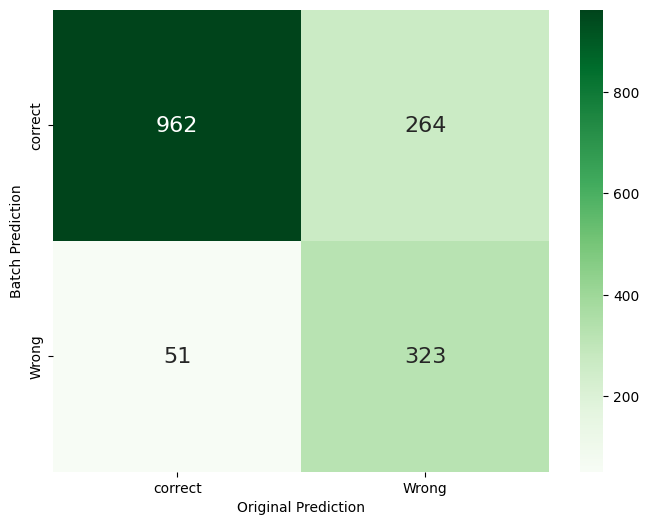 962
264
51
323
correct
Wrong
Batch Prediction
correct
Wrong
Original Prediction
800
600
400
200